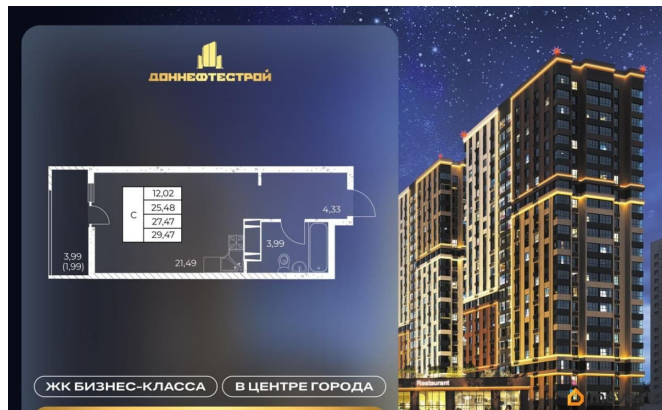 ДОННЕФТЕСТРОЙ
12,02
С
25,48
27,47
29,47
4,33
3,99
3,99
(1,99)
21,49
ЖК БИЗНЕС-КЛАССА
В ЦЕНТРЕ ГОРОДА
Restaurant